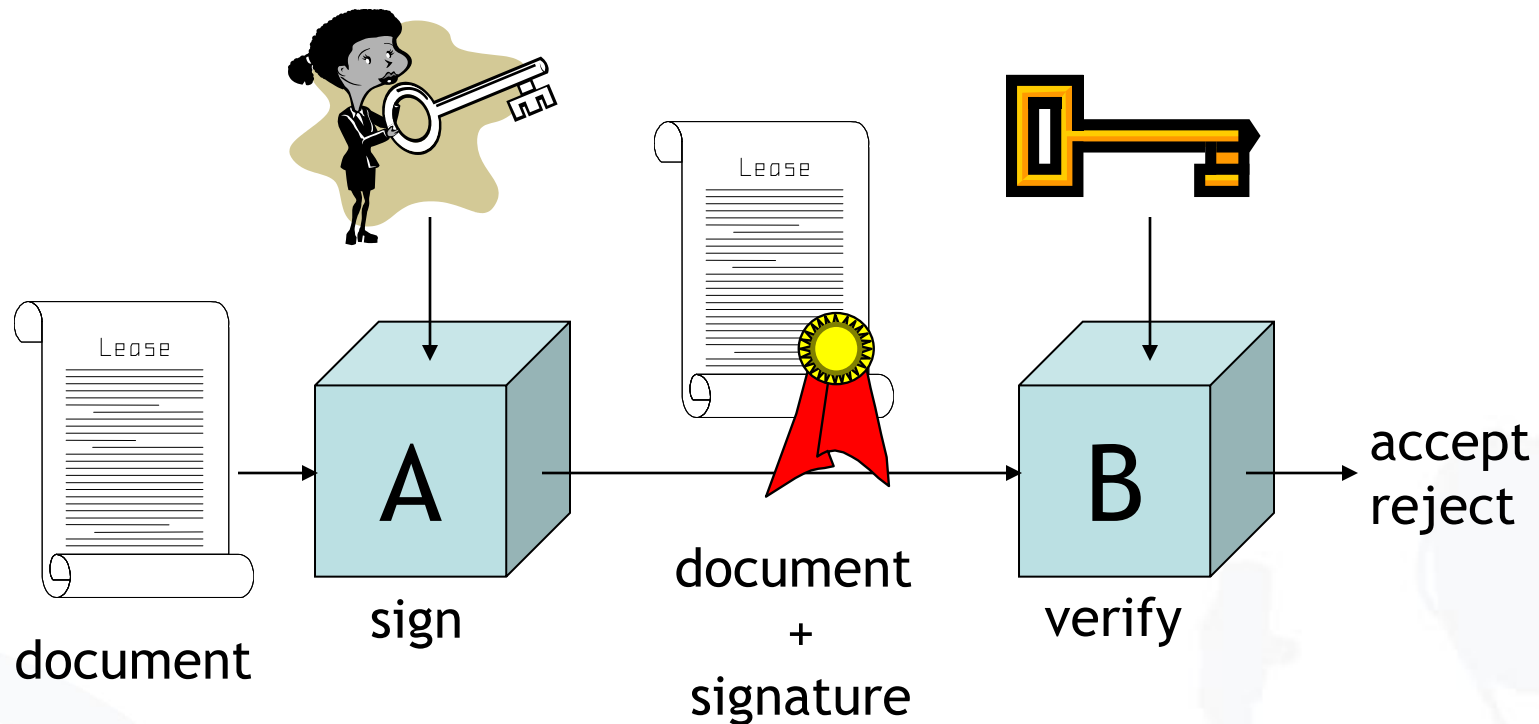 Lease
document
A
sign
Lease
document
+
signature
B
verify
accept
reject